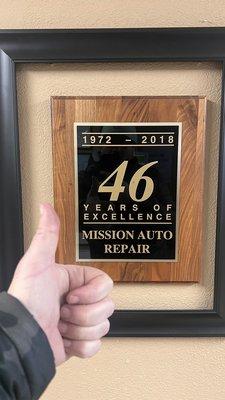 1972 - 2018
46
YEARS OF
EXCELLENCE
MISSION AUTO
REPAIR